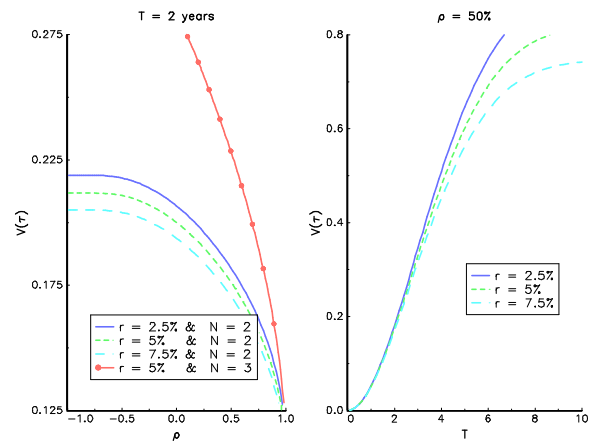 T = 2 years
0.275
0.225
0.175
0.125
V(τ)
-1.0
-0.5
0.0
0.5
1.0
ρ
r = 2.5% & N = 2
r = 5% & N = 2
r = 7.5% & N = 2
r = 5% & N = 3
ρ = 50%
0.8
0.6
0.4
0.2
0.0
V(τ)
0
2
4
6
8
10
T
r = 2.5%
r = 5%
r = 7.5%